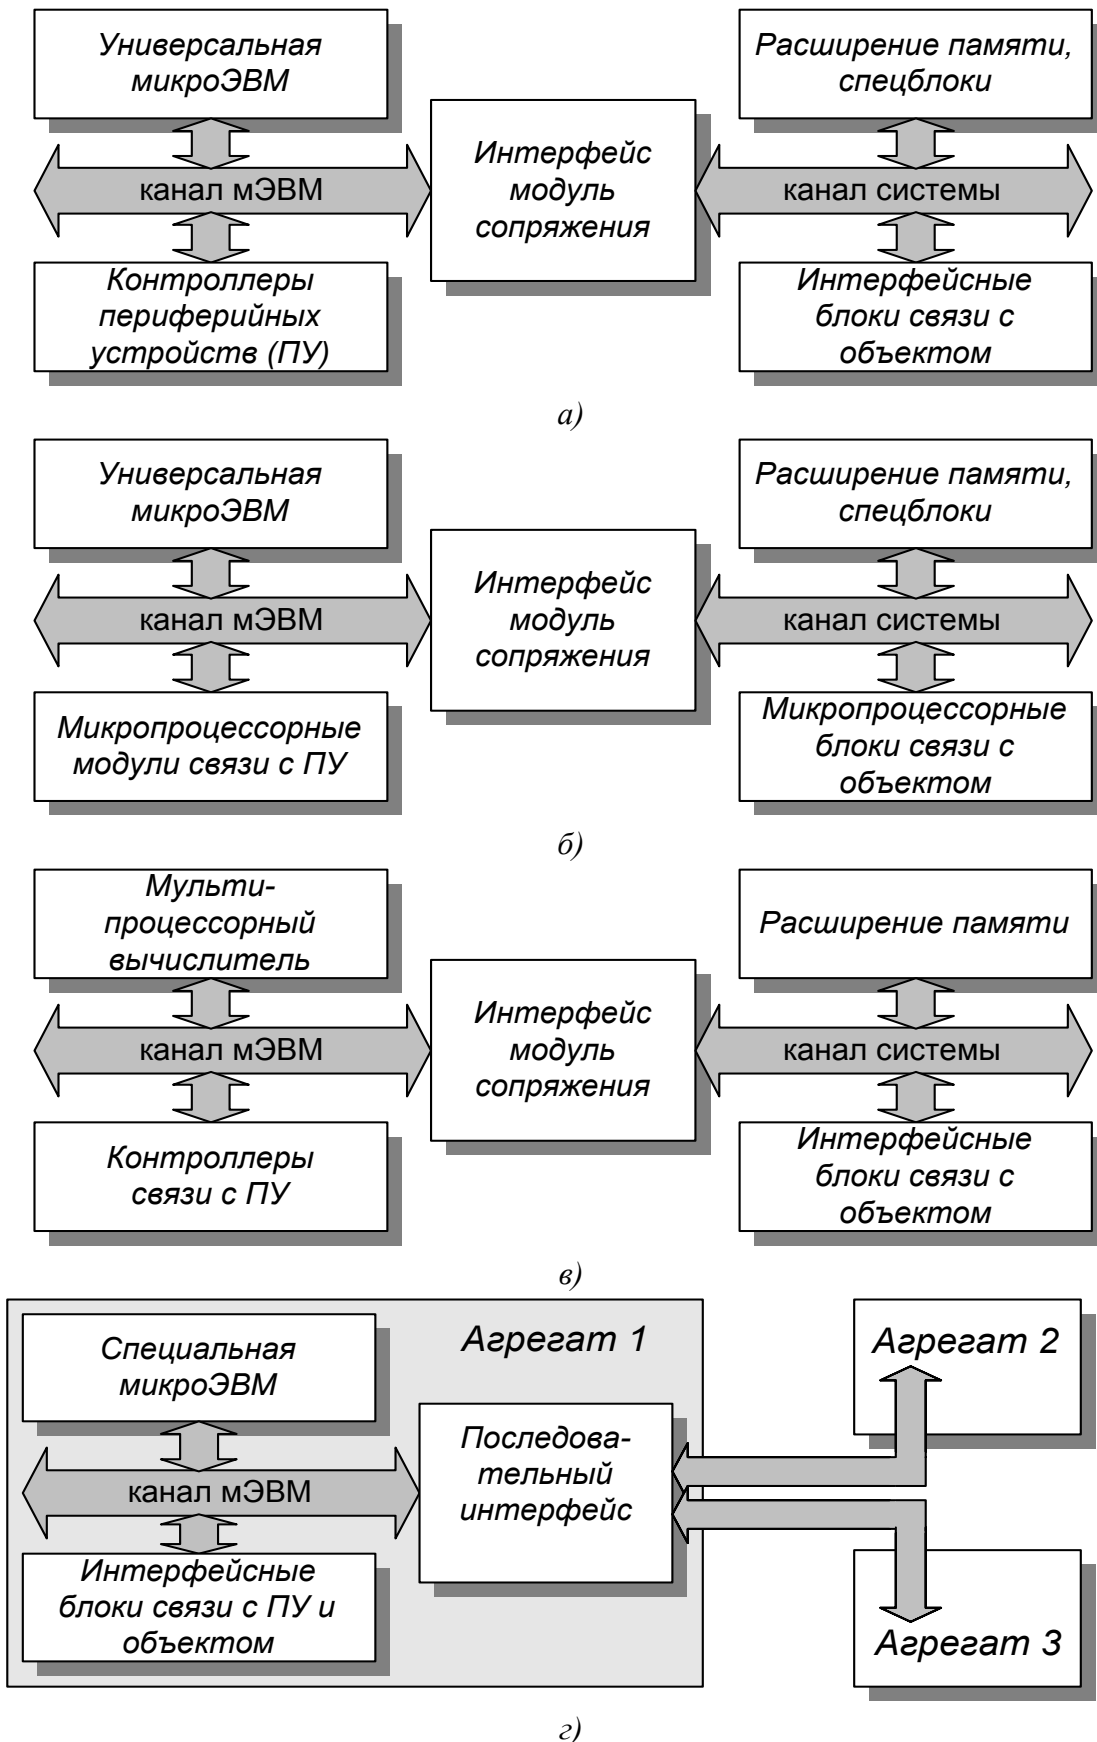 Универсальная
микроЭВМ
Расширение памяти,
спецблоки
Интерфейс
модуль
сопряжения
канал мЭВМ
канал системы
Контроллеры
периферийных
устройств (ПУ)
Интерфейсные
блоки связи с
объектом
а)
Универсальная
микроЭВМ
Расширение памяти,
спецблоки
Интерфейс
модуль
сопряжения
канал мЭВМ
канал системы
Микропроцессорные
модули связи с ПУ
Микропроцессорные
блоки связи с
объектом
б)
Мульти-
процессорный
вычислитель
Расширение памяти
Интерфейс
модуль
сопряжения
канал мЭВМ
канал системы
Контроллеры
связи с ПУ
Интерфейсные
блоки связи с
объектом
в)
Специальная
микроЭВМ
Агрегат 1
Агрегат 2
Последова-
тельный
интерфейс
канал мЭВМ
Интерфейсные
блоки связи с ПУ и
объектом
Агрегат 3
г)